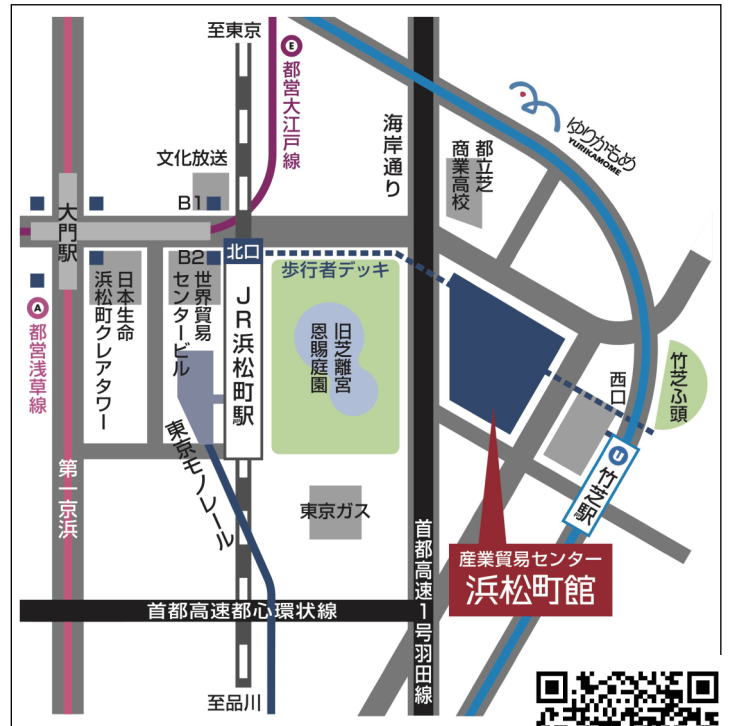 至東京
E
都営大江戸線
海岸通り
ゆりかもめ
YURIKAMOME
都立芝
商業高校
文化放送
B1
大門駅
B2
北口
歩行者デッキ
日本生命
浜松町クレアタワー
世界貿易
センタービル
JR浜松町駅
旧芝離宮
恩賜庭園
A
都営浅草線
竹芝ふ頭
西口
U
竹芝駅
東京モノレール
第一京浜
東京ガス
産業貿易センター
浜松町館
首都高速1号羽田線
首都高速都心環状線
至品川